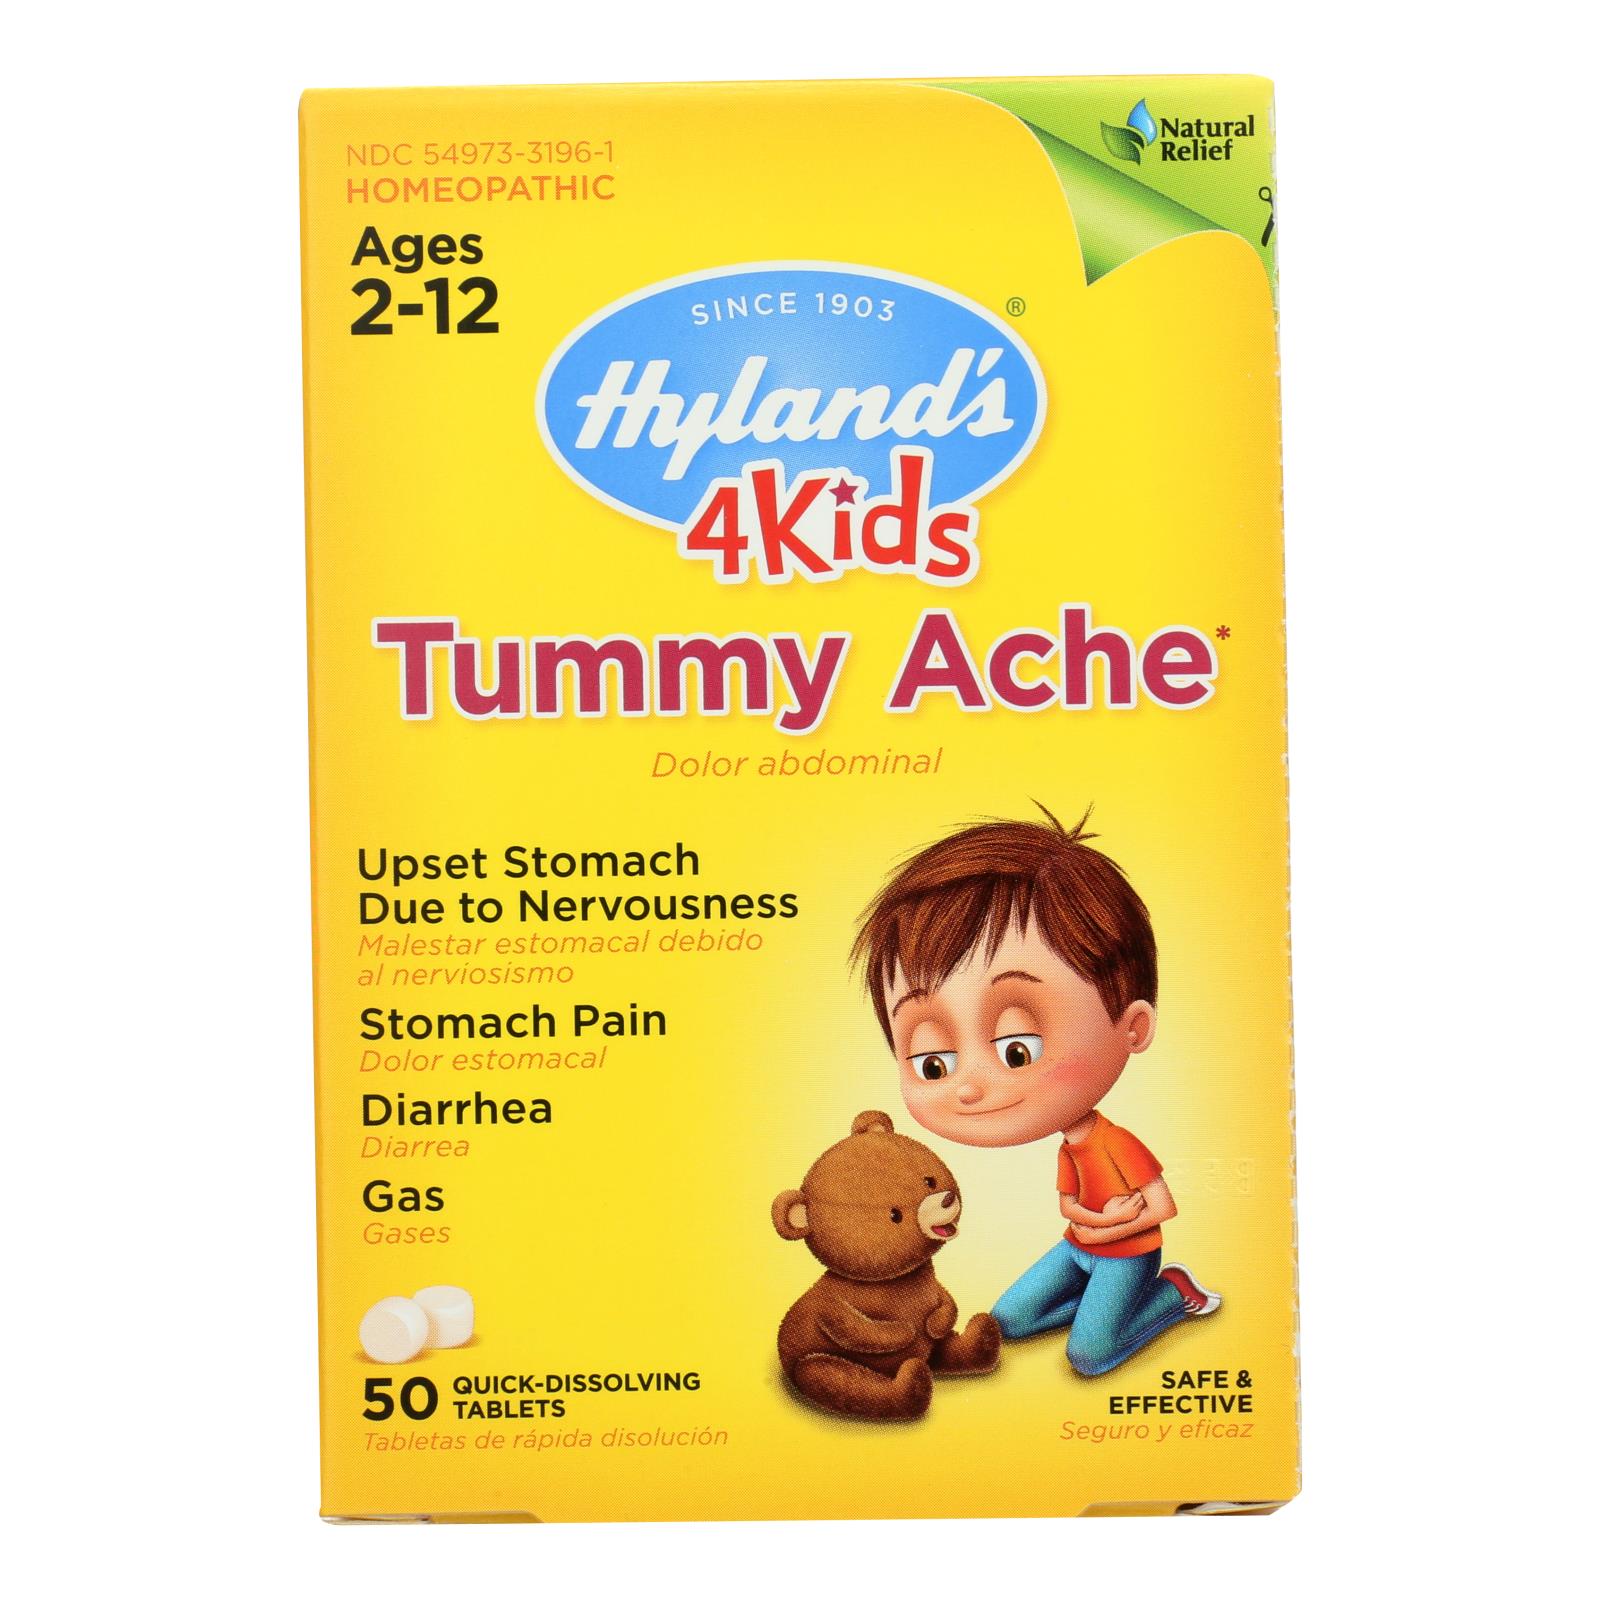 NDC 54973-3196-1
HOMEOPATHIC
Ages
2-12
Natural
Relief
SINCE 1903
Hyland's
®
4Kids
Tummy Ache*
Dolor abdominal
Upset Stomach
Due to Nervousness
Malestar estomacal debido
al nerviosismo
Stomach Pain
Dolor estomacal
Diarrhea
Diarrea
Gas
Gases
50 QUICK-DISSOLVING
TABLETS
Tabletas de rápida disolución
SAFE &
EFFECTIVE
Seguro y eficaz